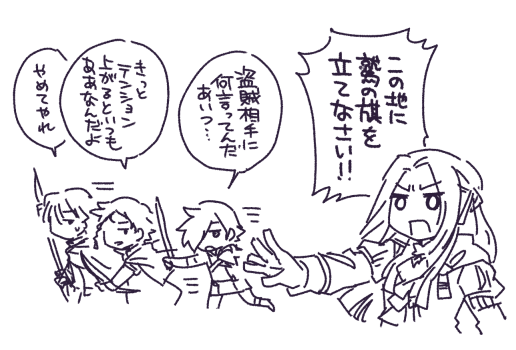 この地に
鷲の旗を
立てなさい!!
盗賊相手に
何言ってんだ
あいつ…
きっと
テンション
上がるといつも
ああなんだよ
やめてやれ